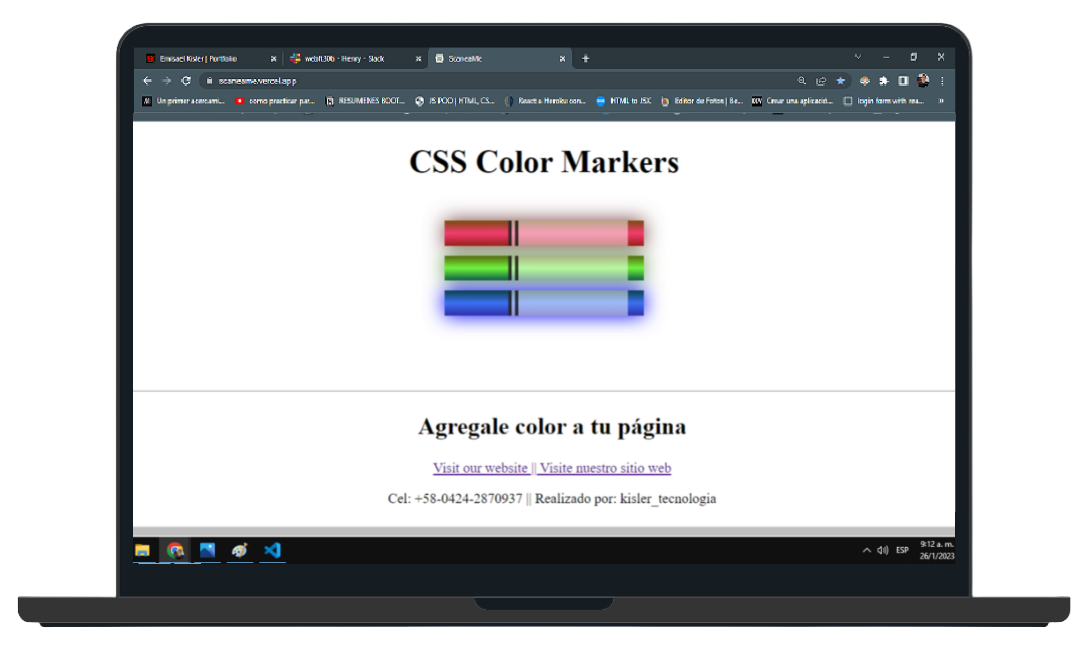 Emisael Kisler | Portfolio
webft30b - Henry - Slack
ScaneaMe
scaneame.vercel.app
Un primer acercami...
como practicar par...
RESUMENES BOOT...
JS POO | HTML, CS...
React a Heroku con...
HTML to JSX
Editor de Fotos | Be...
Crear una aplicació...
login form with rea...
CSS Color Markers
Agregale color a tu página
Visit our website || Visite nuestro sitio web
Cel: +58-0424-2870937 || Realizado por: kisler_tecnologia
ESP
9:12 a. m.
26/1/2023